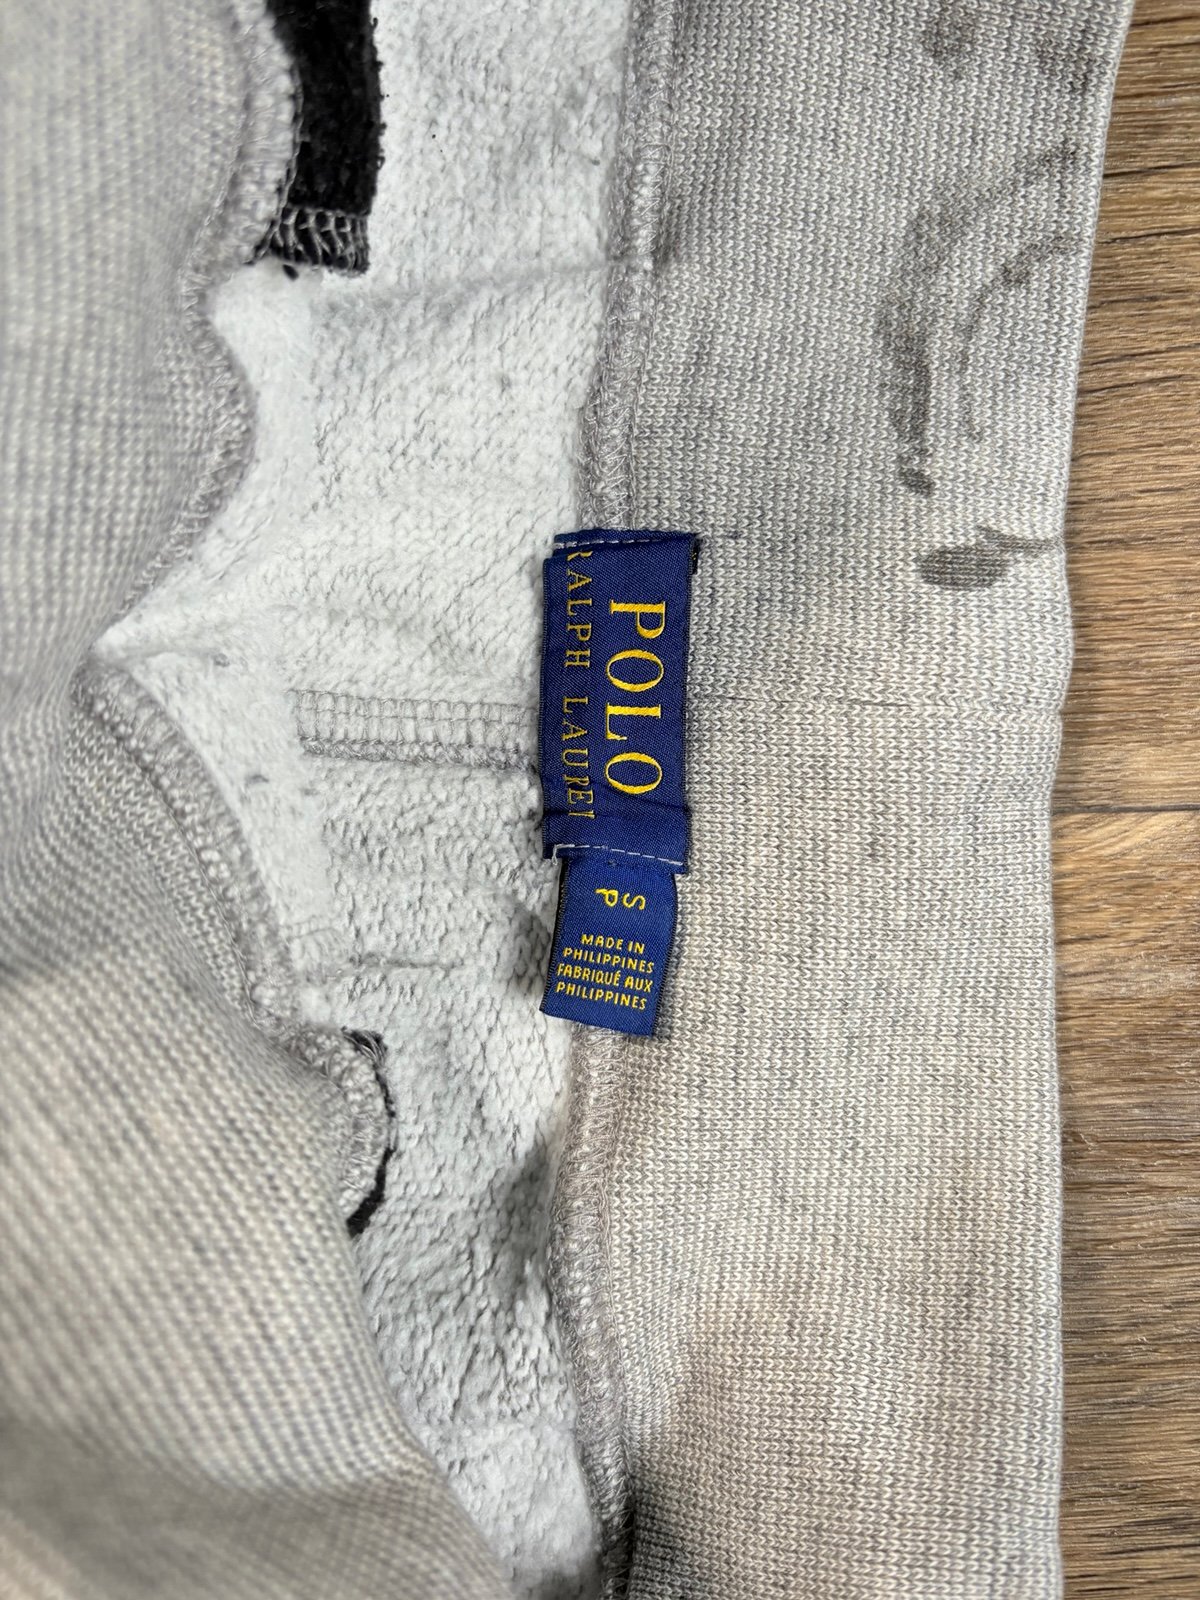 POLO
RALPH LAUREN
S
P
MADE IN
PHILIPPINES
FABRIQUÉ AUX
PHILIPPINES